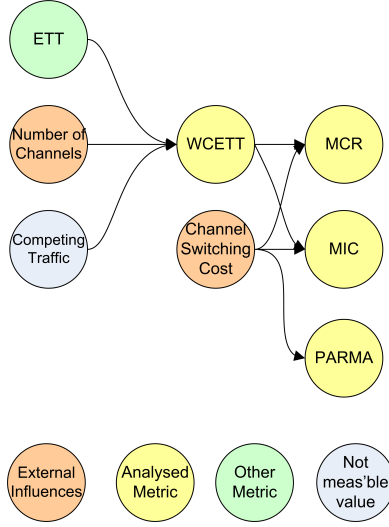 ETT
Number of
Channels
WCETT
MCR
Competing
Traffic
Channel
Switching
Cost
MIC
PARMA
External
Influences
Analysed
Metric
Other
Metric
Not
meas'ble
value